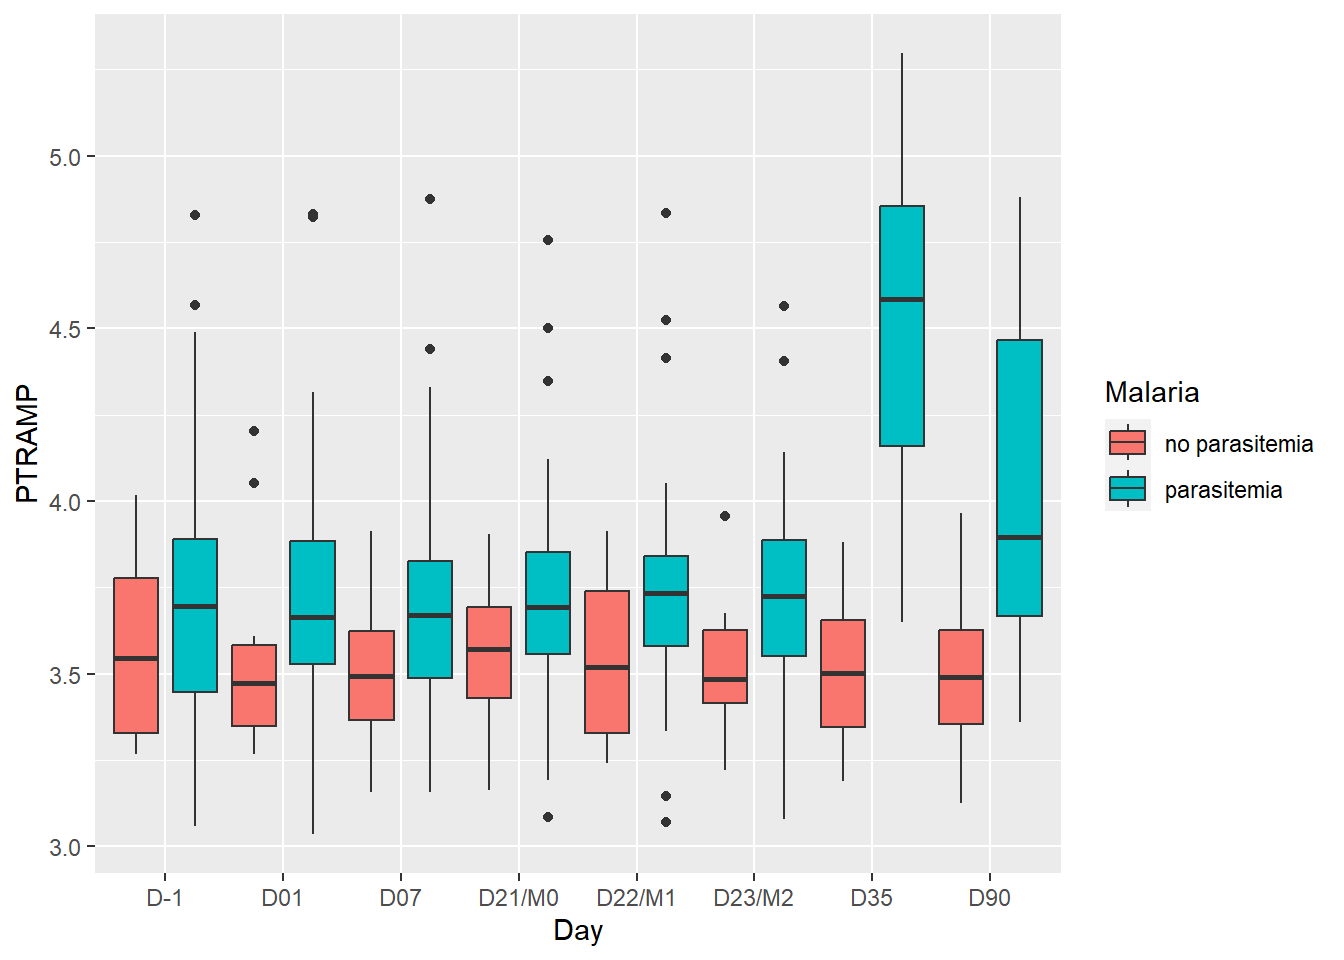 PTRAMP
5.0
4.5
4.0
3.5
3.0
D-1 D01 D07 D21/M0 D22/M1 D23/M2 D35 D90
Day
Malaria
no parasitemia
parasitemia